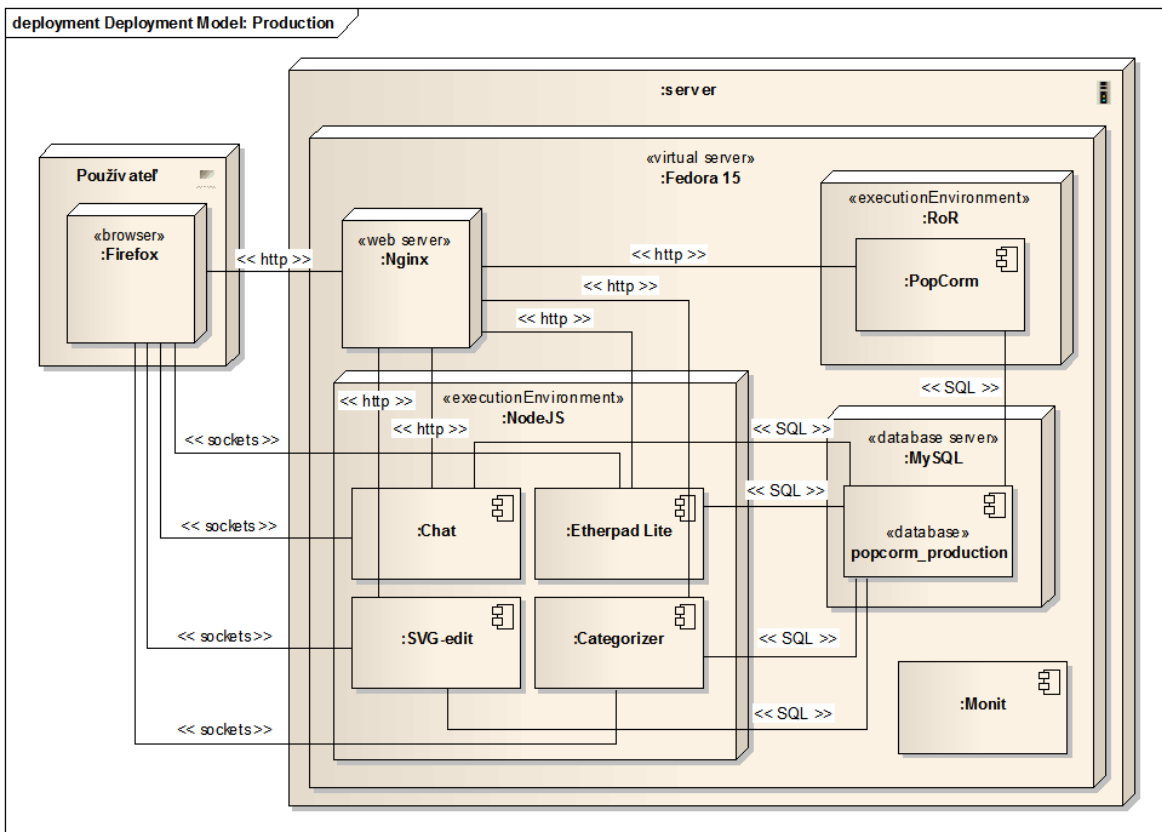 deployment Deployment Model: Production
:server
«virtual server»
:Fedora 15
Používateľ
«browser»
:Firefox
<< http >>
«web server»
:Nginx
<< http >>
<< http >>
<< http >>
«executionEnvironment»
:RoR
:PopCorm
<< SQL >>
«executionEnvironment»
:NodeJS
<< http >>
<< http >>
<< sockets >>
<< SQL >>
«database server»
:MySQL
<< SQL >>
<< sockets >>
:Chat
:Etherpad Lite
«database»
popcorm_production
<< sockets >>
:SVG-edit
:Categorizer
<< SQL >>
<< sockets >>
<< SQL >>
:Monit